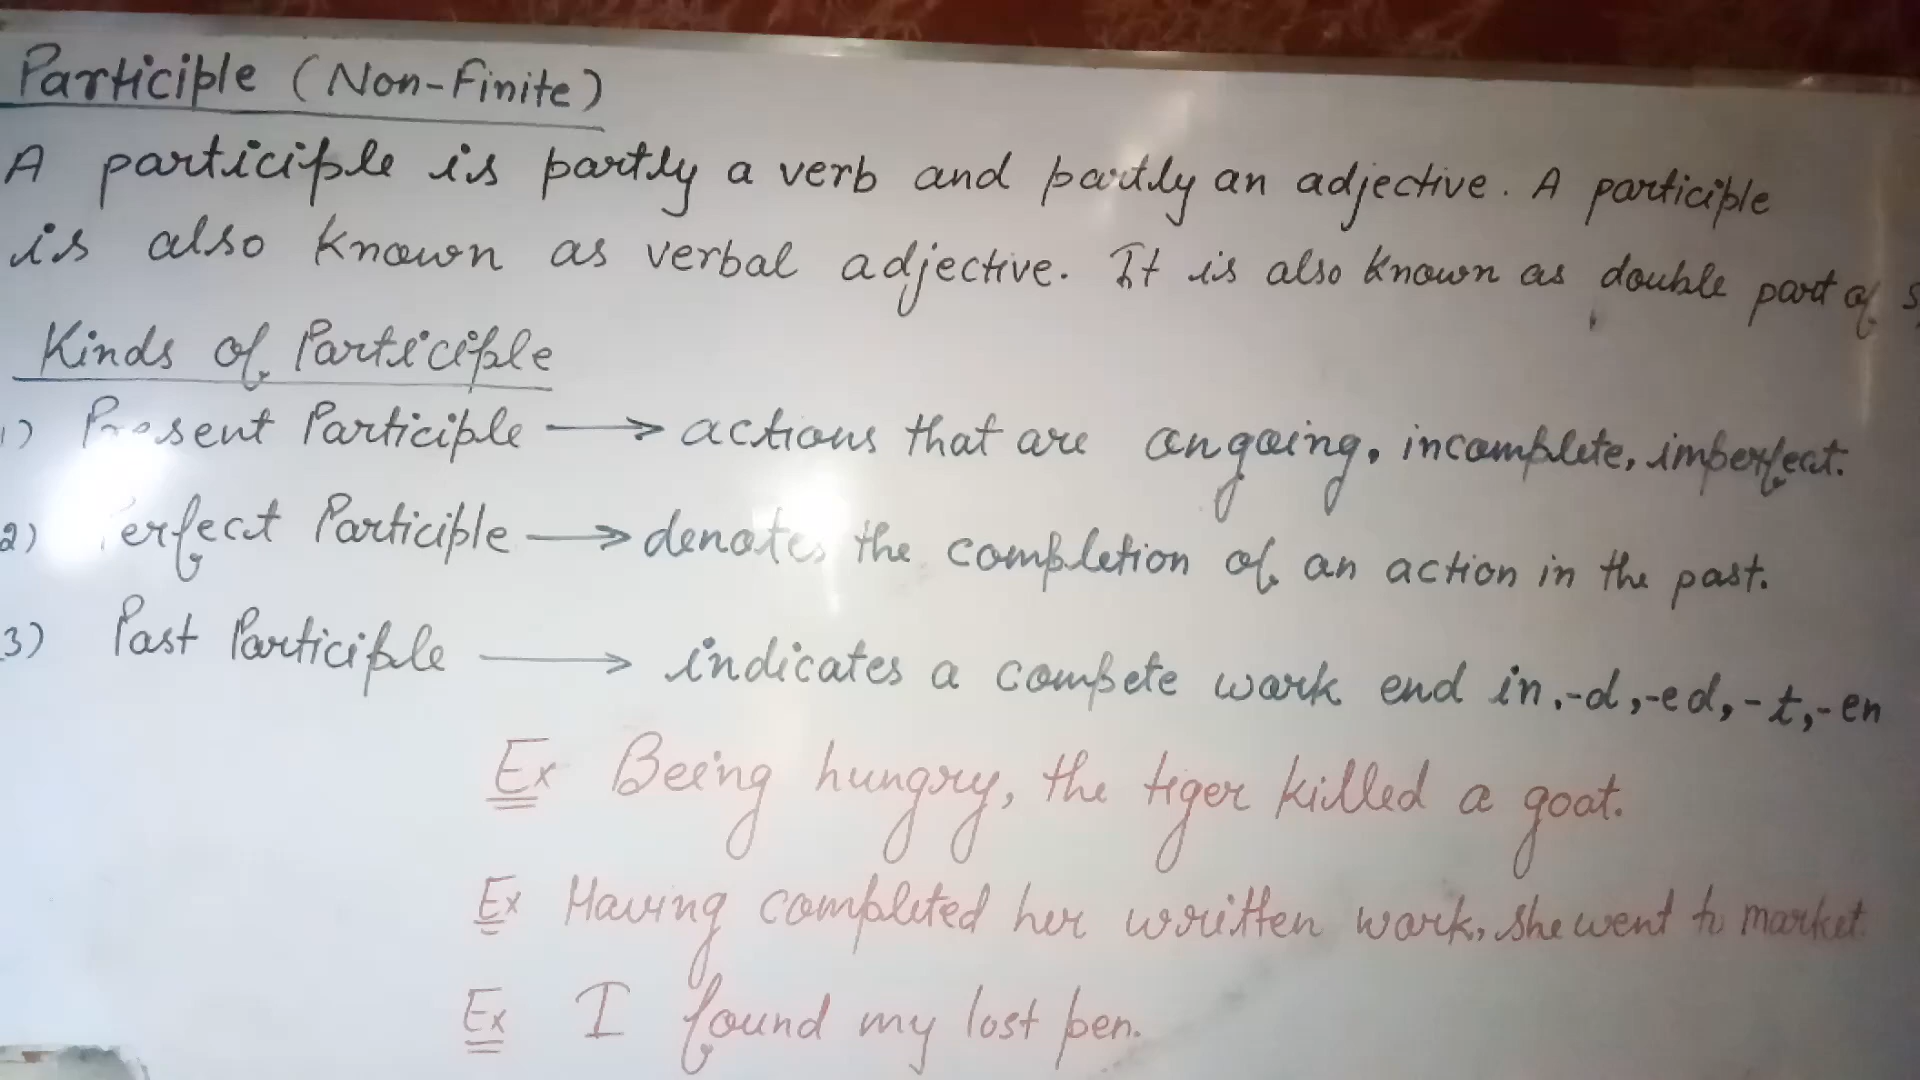 Participle (Non-Finite)
A participle is partly a verb and partly an adjective. A participle
is also known as verbal adjective. It is also known as double part of
Kinds of Participle
1) Present Participle → actions that are ongoing, incomplete, imperfect.
2) Perfect Participle → denotes the completion of an action in the past.
3) Past Participle → indicates a compete work end in,-d,-ed,-t,-en
Ex Being hungry, the tiger killed a goat.
Ex Having completed her written work, she went to market.
Ex I found my lost pen.